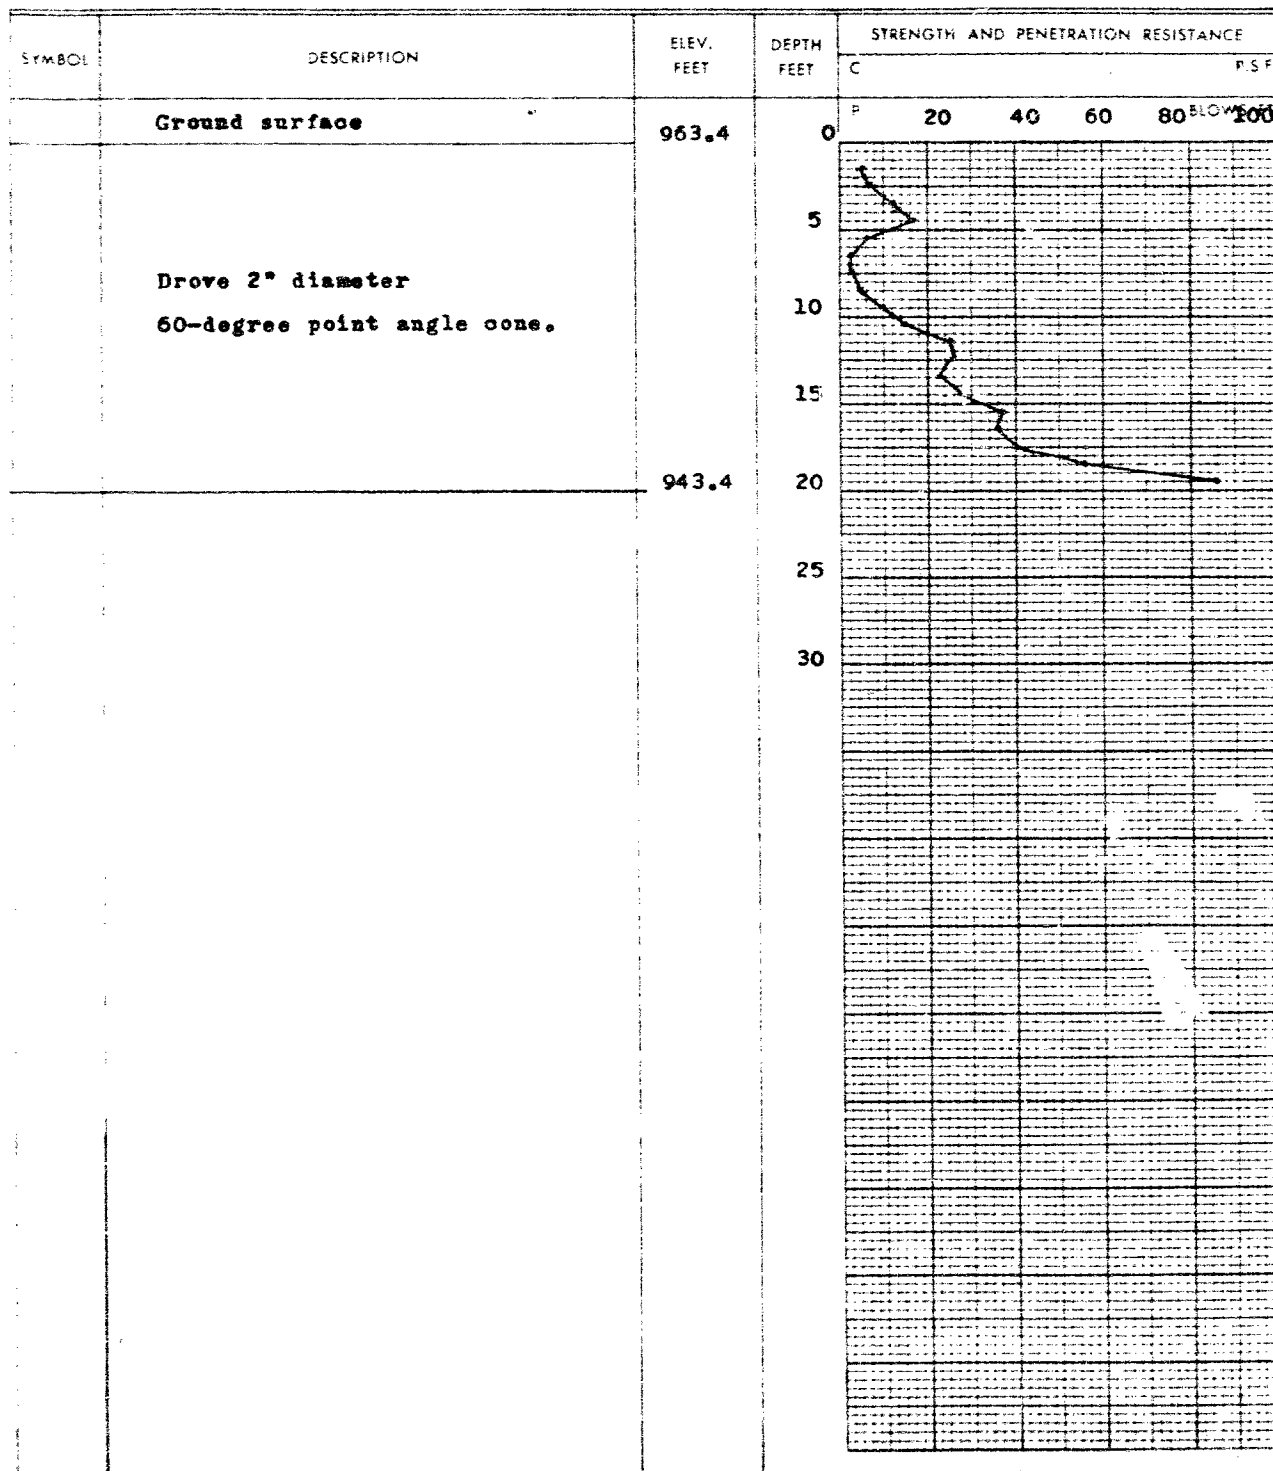 SYMBOL
DESCRIPTION
ELEV.
FEET
DEPTH
FEET
STRENGTH AND PENETRATION RESISTANCE
C P.S.F
P 20 40 60 80 100
Ground surface
963.4
0
5
Drove 2" diameter
10
60-degree point angle cone.
15
943.4
20
25
30